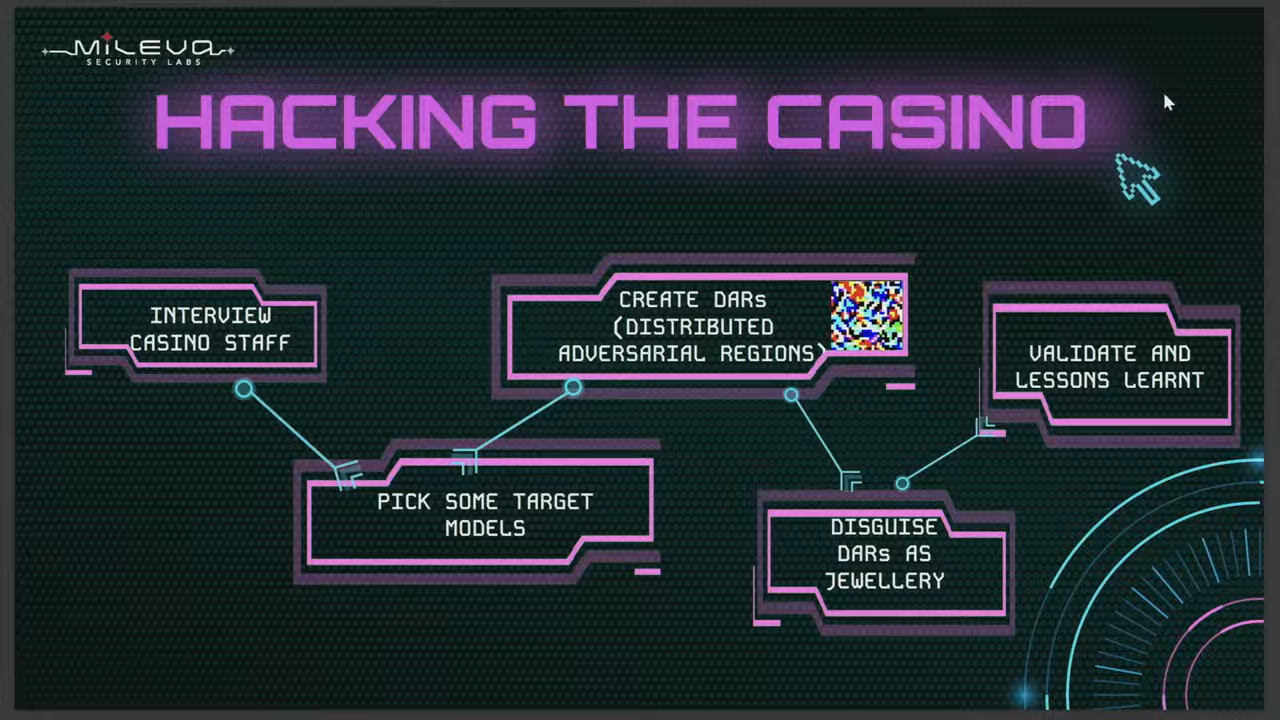 MiLEVA
SECURITY LABS
HACKING THE CASINO
INTERVIEW
CASINO STAFF
PICK SOME TARGET
MODELS
CREATE DARs
(DISTRIBUTED
ADVERSARIAL REGIONS)
DISGUISE
DARs AS
JEWELLERY
VALIDATE AND
LESSONS LEARNT